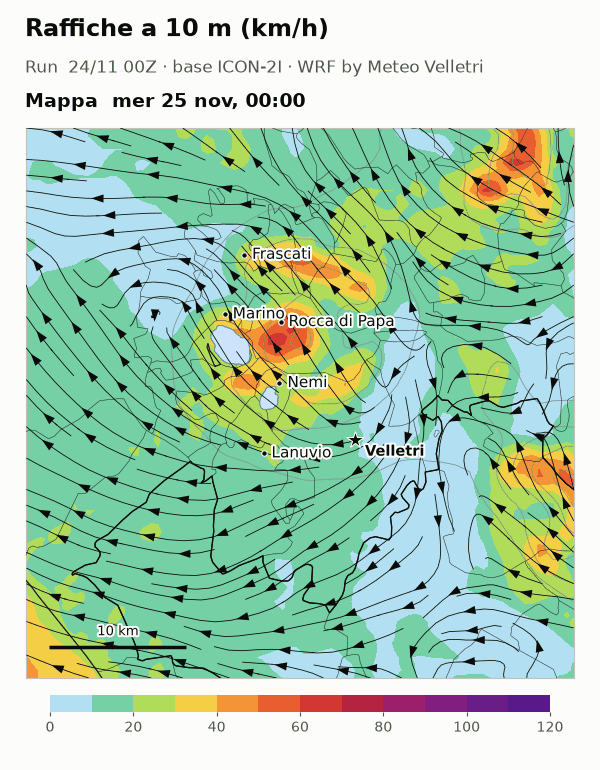 Raffiche a 10 m (km/h)
Run  24/11 00Z · base ICON-2I · WRF by Meteo Velletri
Mappa  mer 25 nov, 00:00
Frascati
Marino
Rocca di Papa
Nemi
Velletri
Lanuvio
10 km
0 20 40 60 80 100 120